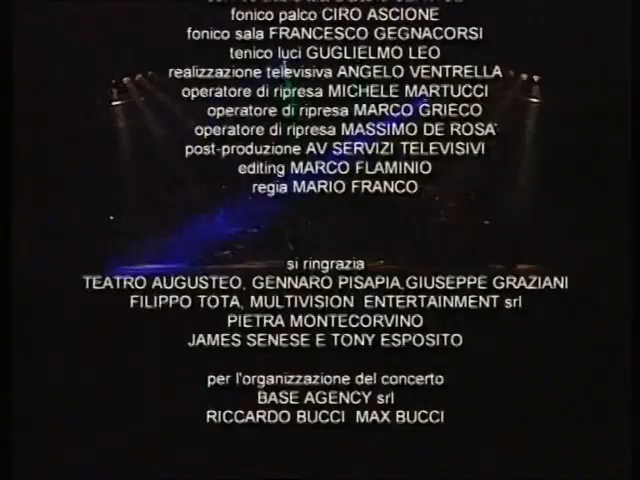 fonico palco CIRO ASCIONE
fonico sala FRANCESCO GEGNACORSI
tenico luci GUGLIELMO LEO
realizzazione televisiva ANGELO VENTRELLA
operatore di ripresa MICHELE MARTUCCI
operatore di ripresa MARCO GRIECO
operatore di ripresa MASSIMO DE ROSA'
post-produzione AV SERVIZI TELEVISIVI
editing MARCO FLAMINIO
regia MARIO FRANCO
si ringrazia
TEATRO AUGUSTEO, GENNARO PISAPIA,GIUSEPPE GRAZIANI
FILIPPO TOTA, MULTIVISION ENTERTAINMENT srl
PIETRA MONTECORVINO
JAMES SENESE E TONY ESPOSITO
per l'organizzazione del concerto
BASE AGENCY srl
RICCARDO BUCCI MAX BUCCI